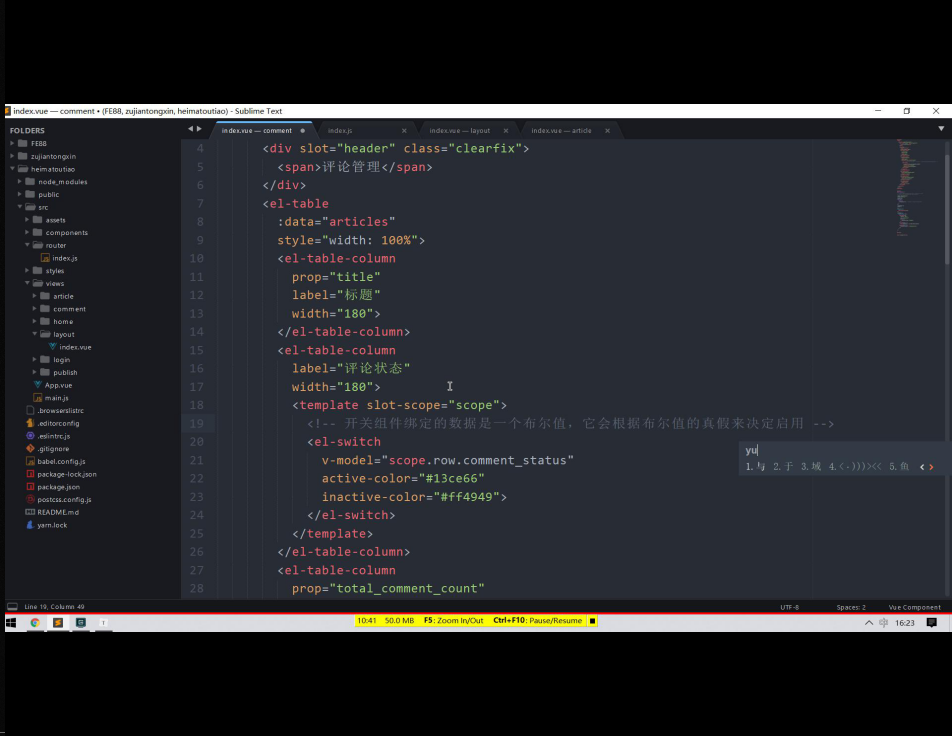 index.vue — comment • (FE88, zujiantongxin, heimatoutiao) - Sublime Text
FOLDERS
FE88
zujiantongxin
heimatoutiao
node_modules
public
src
assets
components
router
index.js
styles
views
article
comment
home
layout
index.vue
login
publish
App.vue
main.js
.browserslistrc
.editorconfig
.eslintrc.js
.gitignore
babel.config.js
package-lock.json
package.json
postcss.config.js
README.md
yarn.lock
index.vue — comment index.js index.vue — layout index.vue — article
4 <div slot="header" class="clearfix">
5 <span>评论管理</span>
6 </div>
7 <el-table
8 :data="articles"
9 style="width: 100%">
10 <el-table-column
11 prop="title"
12 label="标题"
13 width="180">
14 </el-table-column>
15 <el-table-column
16 label="评论状态"
17 width="180">
18 <template slot-scope="scope">
19 <!-- 开关组件绑定的数据是一个布尔值，它会根据布尔值的真假来决定启用 -->
20 <el-switch
21 v-model="scope.row.comment_status"
22 active-color="#13ce66"
23 inactive-color="#ff4949">
24 </el-switch>
25 </template>
26 </el-table-column>
27 <el-table-column
28 prop="total_comment_count"
yu
1.与 2.于 3.域 4.<-)))><< 5.鱼 < >
Line 19, Column 49 UTF-8 Spaces: 2 Vue Component
10:41 50.0 MB F5: Zoom In/Out Ctrl+F10: Pause/Resume
中 16:23